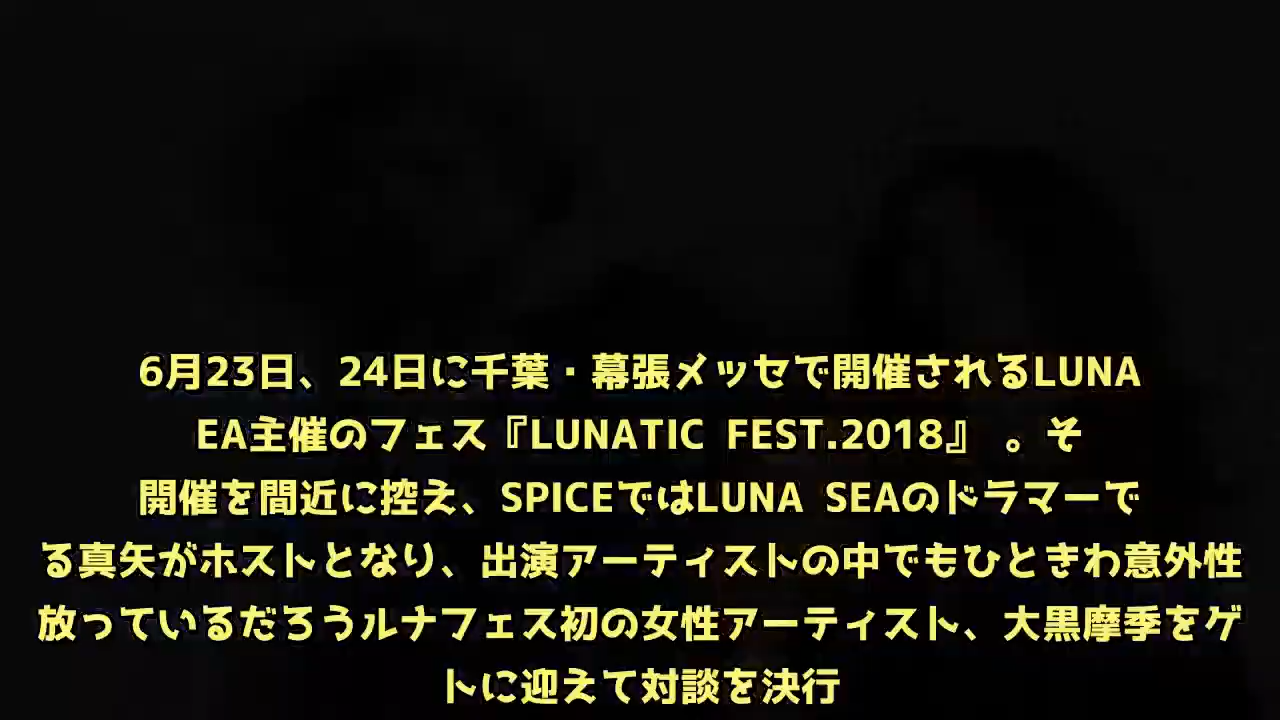 6月23日、24日に千葉・幕張メッセで開催されるLUNA
EA主催のフェス『LUNATIC FEST.2018』 。そ
開催を間近に控え、SPICEではLUNA SEAのドラマーで
る真矢がホストとなり、出演アーティストの中でもひときわ意外性
放っているだろうルナフェス初の女性アーティスト、大黒摩季をゲ
トに迎えて対談を決行